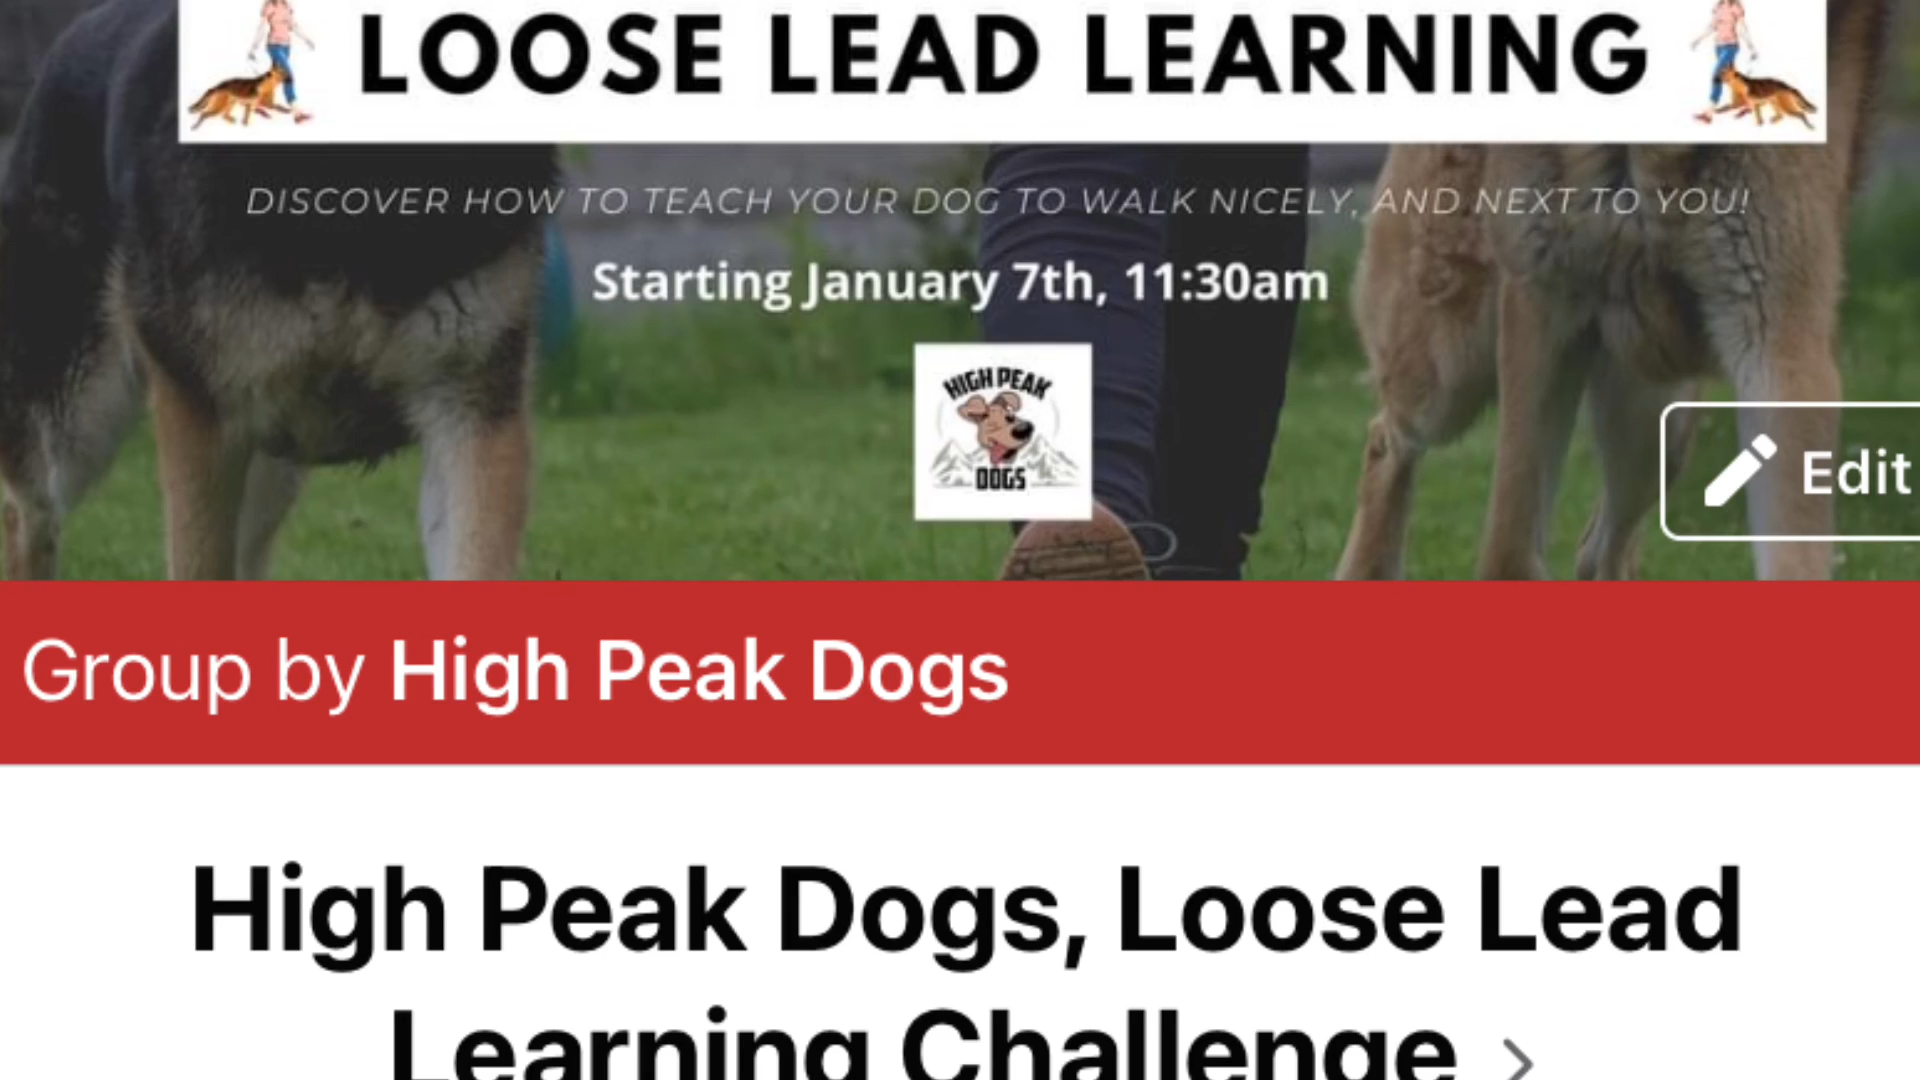 LOOSE LEAD LEARNING
DISCOVER HOW TO TEACH YOUR DOG TO WALK NICELY, AND NEXT TO YOU!
Starting January 7th, 11:30am
HIGH PEAK
DOGS
Edit
Group by High Peak Dogs
High Peak Dogs, Loose Lead
Learning Challenge